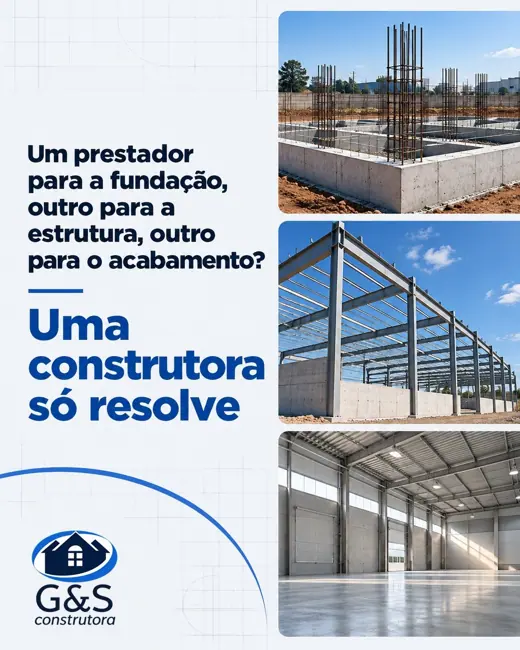 Um prestador
para a fundação,
outro para a
estrutura, outro
para o acabamento?
Uma
construtora
só resolve
G&S
construtora